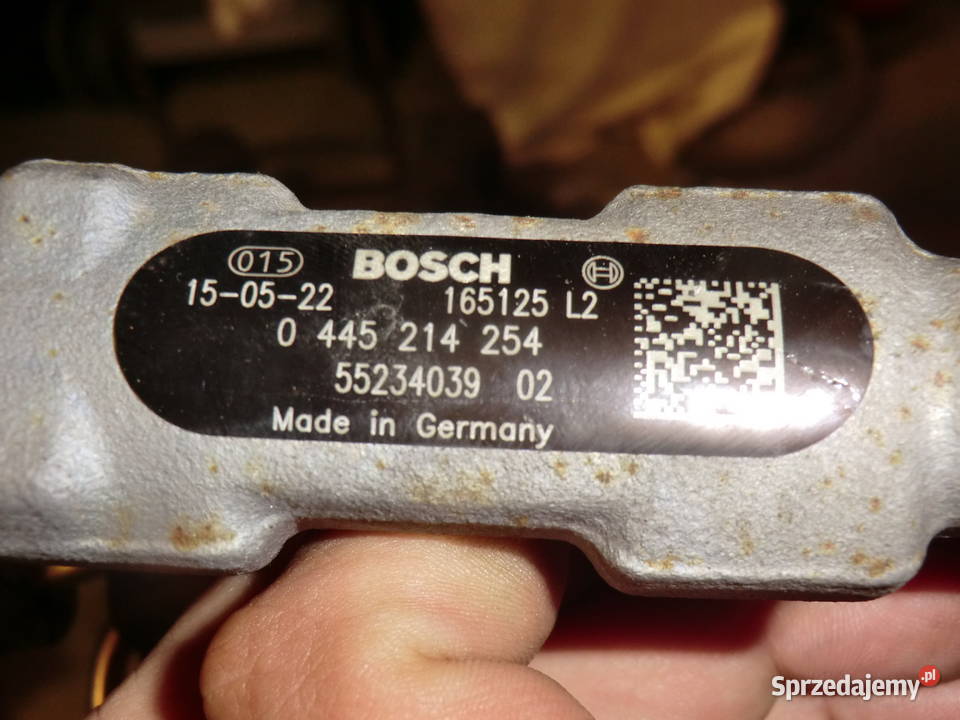 015 BOSCH
15-05-22 165125 L2
0 445 214 254
55234039 02
Made in Germany
Sprzedajemy.pl